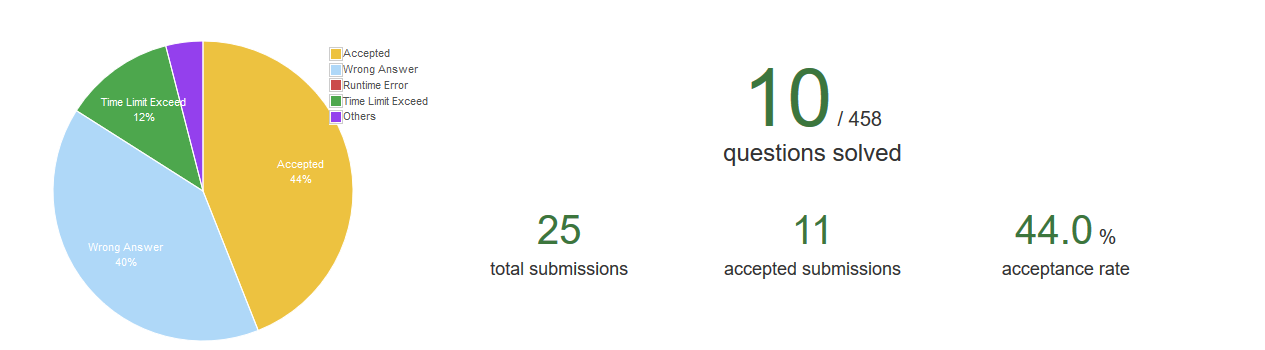 Accepted
Wrong Answer
Runtime Error
Time Limit Exceed
Others
Time Limit Exceed
12%
Accepted
44%
Wrong Answer
40%
10 / 458
questions solved
25
total submissions
11
accepted submissions
44.0 %
acceptance rate